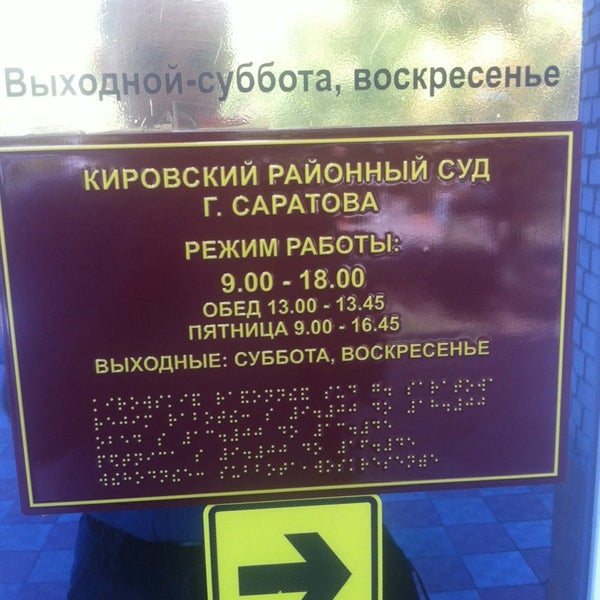 Выходной-суббота, воскресенье
КИРОВСКИЙ РАЙОННЫЙ СУД
Г. САРАТОВА
РЕЖИМ РАБОТЫ:
9.00 - 18.00
ОБЕД 13.00 - 13.45
ПЯТНИЦА 9.00 - 16.45
ВЫХОДНЫЕ: СУББОТА, ВОСКРЕСЕНЬЕ